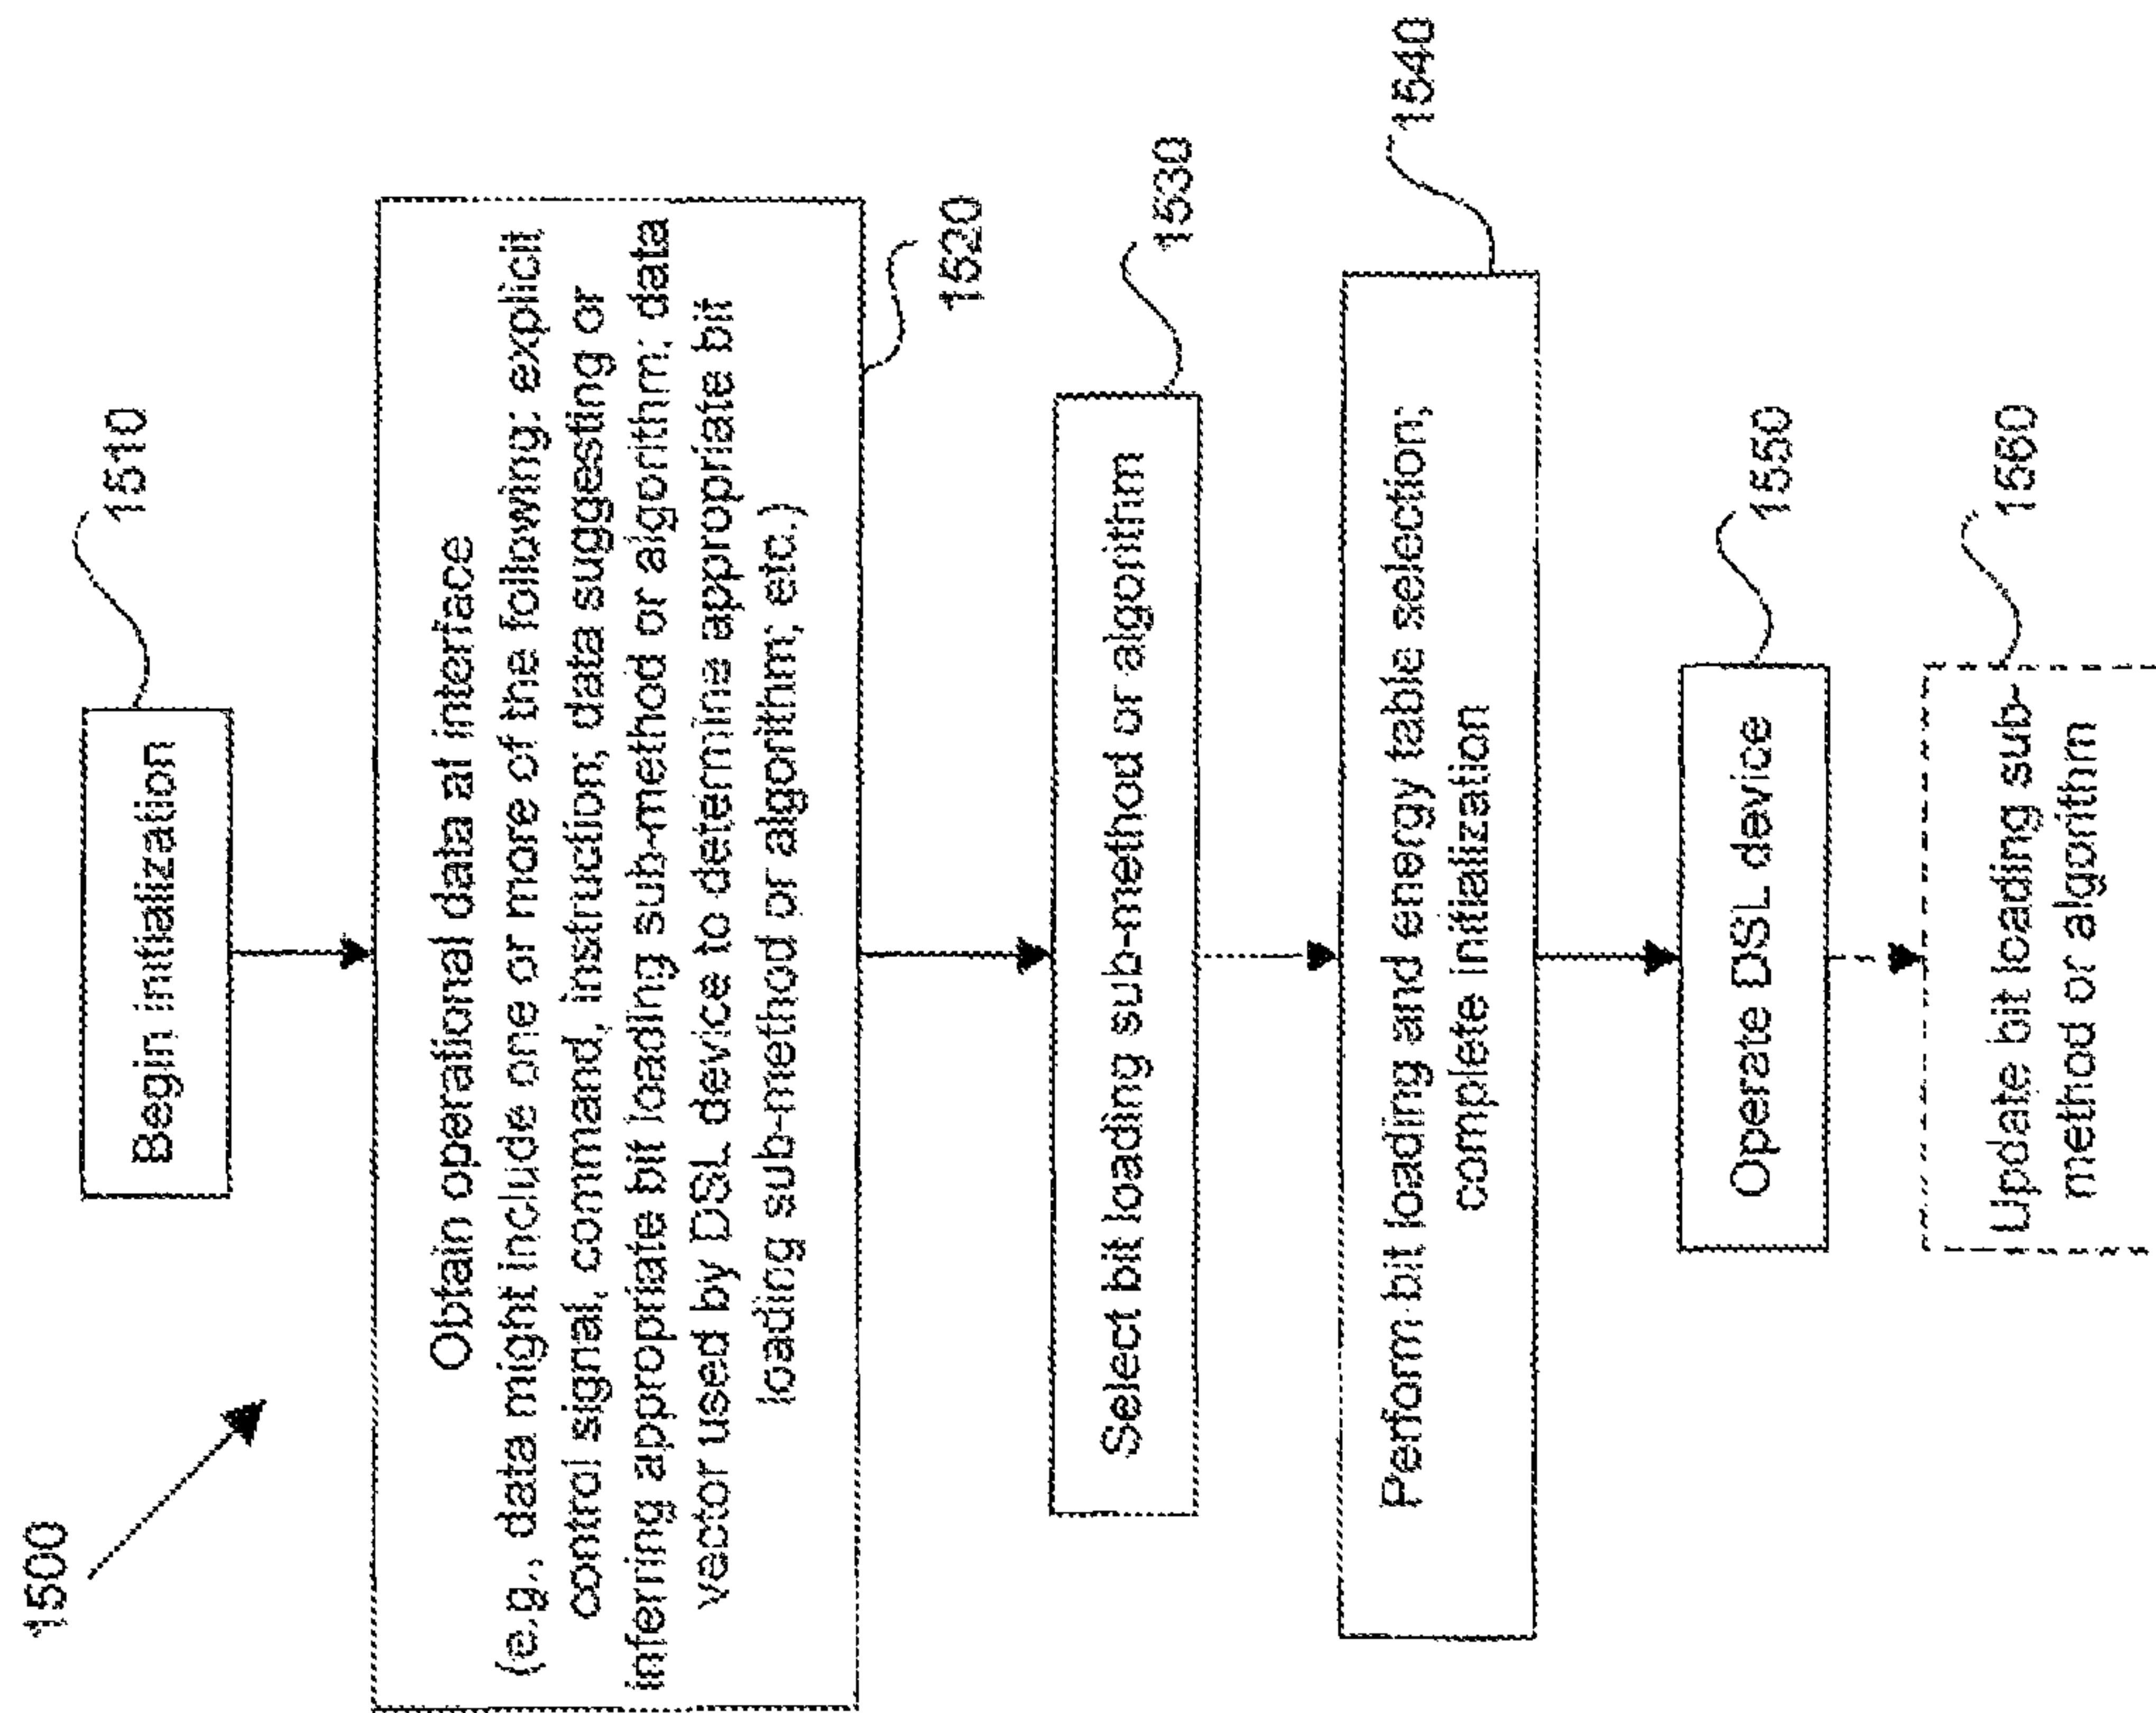 1500
Begin initialization
1510
Obtain operational data at interface
(e.g., data might include one or more of the following: explicit
control signal, command, instruction; data suggesting or
inferring appropriate bit loading sub-method or algorithm; data
vector used by DSL device to determine appropriate bit
loading sub-method or algorithm; etc.)
1520
Select bit loading sub-method or algorithm
1530
Perform bit loading and energy table selection;
complete initialization
1540
Operate DSL device
1550
Update bit loading sub-
method or algorithm
1560